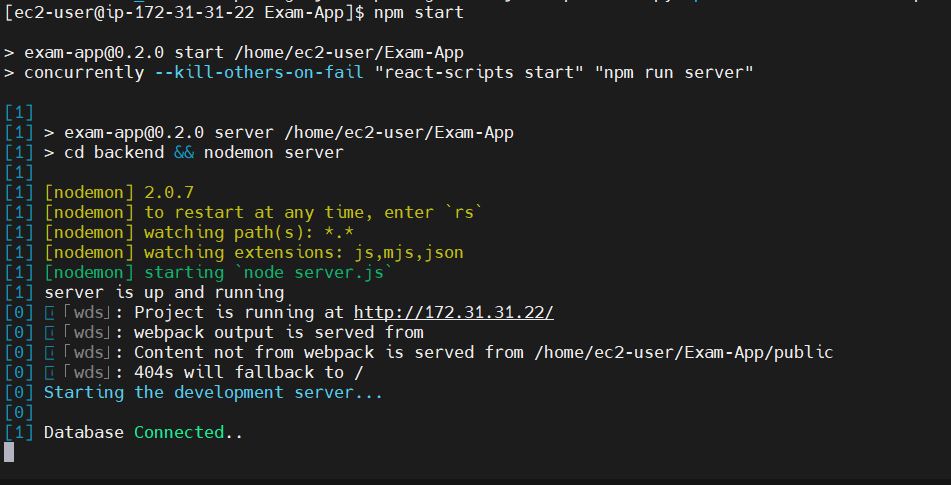 [ec2-user@ip-172-31-31-22 Exam-App]$ npm start
> exam-app@0.2.0 start /home/ec2-user/Exam-App
> concurrently --kill-others-on-fail "react-scripts start" "npm run server"
[1]
[1] > exam-app@0.2.0 server /home/ec2-user/Exam-App
[1] > cd backend && nodemon server
[1]
[1] [nodemon] 2.0.7
[1] [nodemon] to restart at any time, enter `rs`
[1] [nodemon] watching path(s): *.*
[1] [nodemon] watching extensions: js,mjs,json
[1] [nodemon] starting `node server.js`
[1] server is up and running
[0] ｢wds｣: Project is running at http://172.31.31.22/
[0] ｢wds｣: webpack output is served from
[0] ｢wds｣: Content not from webpack is served from /home/ec2-user/Exam-App/public
[0] ｢wds｣: 404s will fallback to /
[0] Starting the development server...
[0]
[1] Database Connected..